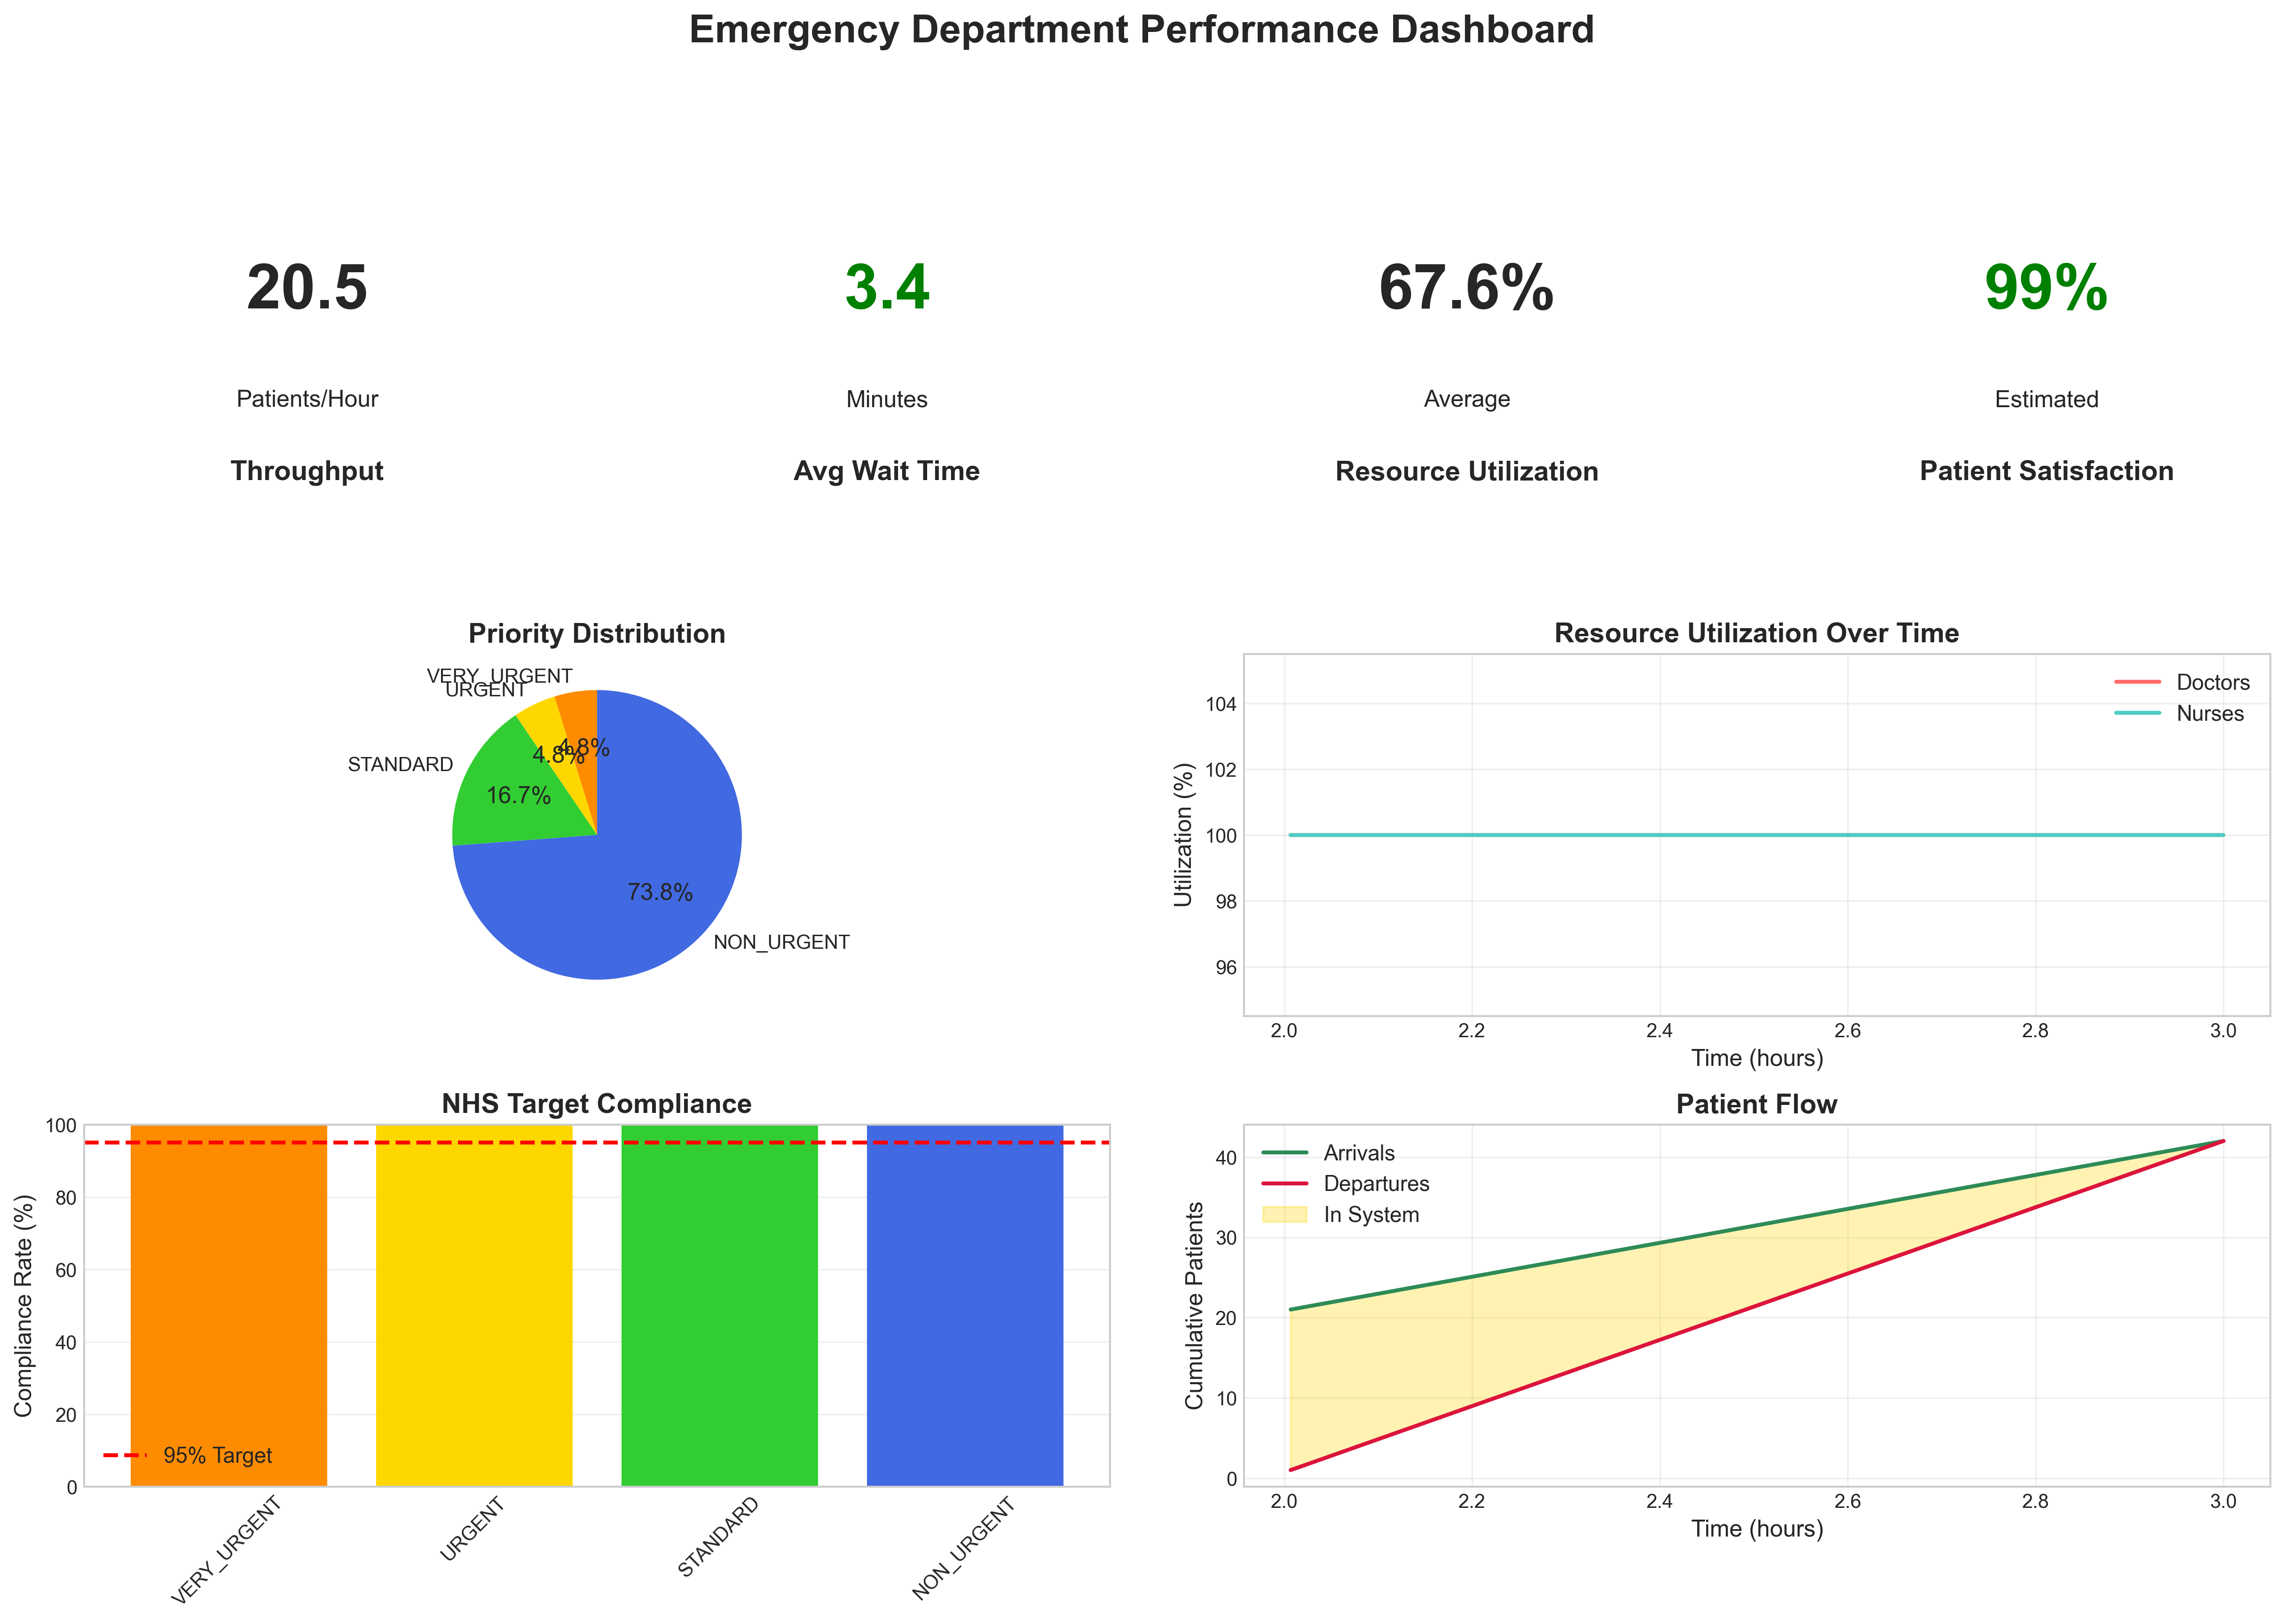 Emergency Department Performance Dashboard
20.5
Patients/Hour
Throughput
3.4
Minutes
Avg Wait Time
67.6%
Average
Resource Utilization
99%
Estimated
Patient Satisfaction
Priority Distribution
VERY_URGENT
URGENT
STANDARD
NON_URGENT
4.8%
4.8%
16.7%
73.8%
Resource Utilization Over Time
Doctors
Nurses
Utilization (%)
104
102
100
98
96
2.0 2.2 2.4 2.6 2.8 3.0
Time (hours)
NHS Target Compliance
Compliance Rate (%)
100
80
60
40
20
0
95% Target
VERY_URGENT
URGENT
STANDARD
NON_URGENT
Patient Flow
Arrivals
Departures
In System
Cumulative Patients
40
30
20
10
0
2.0 2.2 2.4 2.6 2.8 3.0
Time (hours)